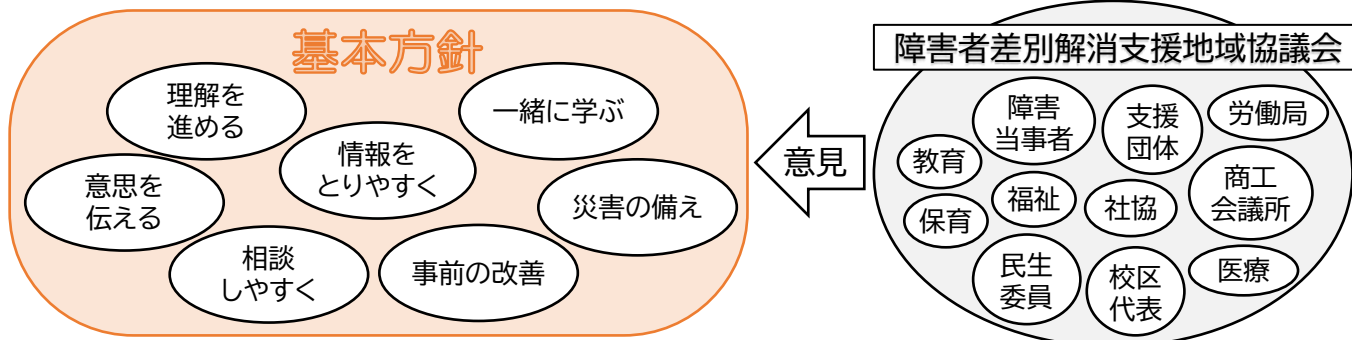 基本方針
理解を
進める
一緒に学ぶ
情報を
とりやすく
意思を
伝える
災害の備え
相談
しやすく
事前の改善
意見
障害者差別解消支援地域協議会
障害
当事者
支援
団体
労働局
教育
福祉
社協
商工
会議所
保育
民生
委員
校区
代表
医療